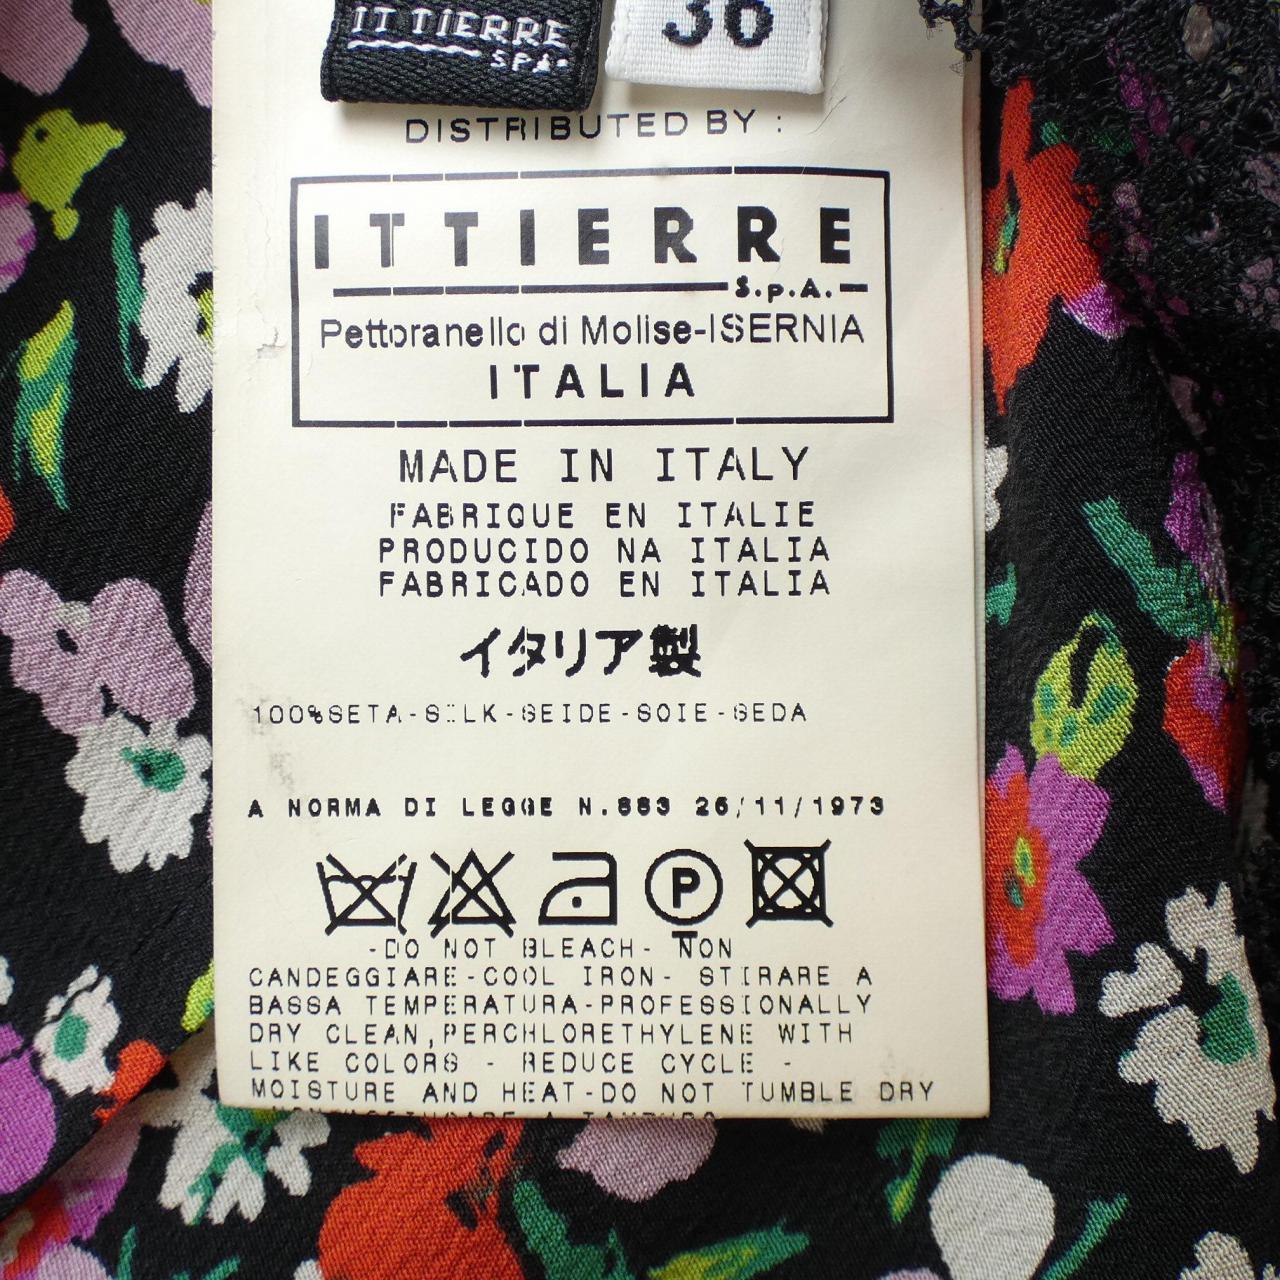 IT TIERRE
SPA
36
DISTRIBUTED BY :
ITTIERRE
S.p.A.
Pettoranello di Molise-ISERNIA
ITALIA
MADE IN ITALY
FABRIQUE EN ITALIE
PRODUCIDO NA ITALIA
FABRICADO EN ITALIA
イタリア製
100%SETA-SILK-SEIDE-SOIE-SEDA
A NORMA DI LEGGE N.883 26/11/1973
P
-DO NOT BLEACH- NON
CANDEGGIARE-COOL IRON- STIRARE A
BASSA TEMPERATURA-PROFESSIONALLY
DRY CLEAN,PERCHLORETHYLENE WITH
LIKE COLORS - REDUCE CYCLE -
MOISTURE AND HEAT-DO NOT TUMBLE DRY